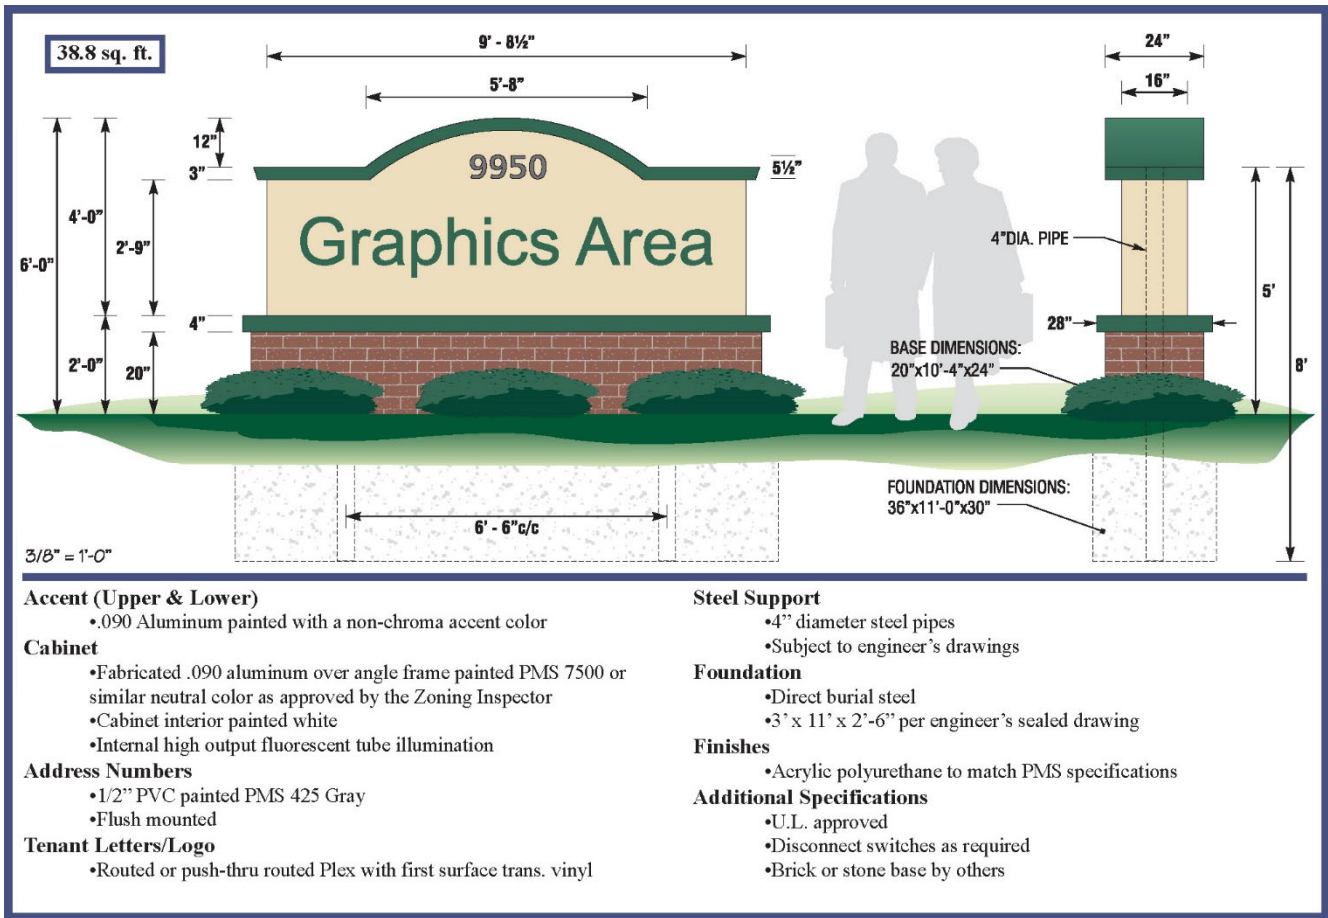 38.8 sq. ft.
9' - 8½"
5'-8"
12"
3"
5½"
9950
Graphics Area
4'-0"
6'-0"
2'-9"
4"
2'-0"
20"
24"
16"
4"DIA. PIPE
5'
28"
8'
BASE DIMENSIONS:
20"x10'-4"x24"
FOUNDATION DIMENSIONS:
36"x11'-0"x30"
6' - 6"c/c
3/8" = 1'-0"
Accent (Upper & Lower)
•.090 Aluminum painted with a non-chroma accent color
Cabinet
•Fabricated .090 aluminum over angle frame painted PMS 7500 or
similar neutral color as approved by the Zoning Inspector
•Cabinet interior painted white
•Internal high output fluorescent tube illumination
Address Numbers
•1/2" PVC painted PMS 425 Gray
•Flush mounted
Tenant Letters/Logo
•Routed or push-thru routed Plex with first surface trans. vinyl
Steel Support
•4" diameter steel pipes
•Subject to engineer's drawings
Foundation
•Direct burial steel
•3' x 11' x 2'-6" per engineer's sealed drawing
Finishes
•Acrylic polyurethane to match PMS specifications
Additional Specifications
•U.L. approved
•Disconnect switches as required
•Brick or stone base by others